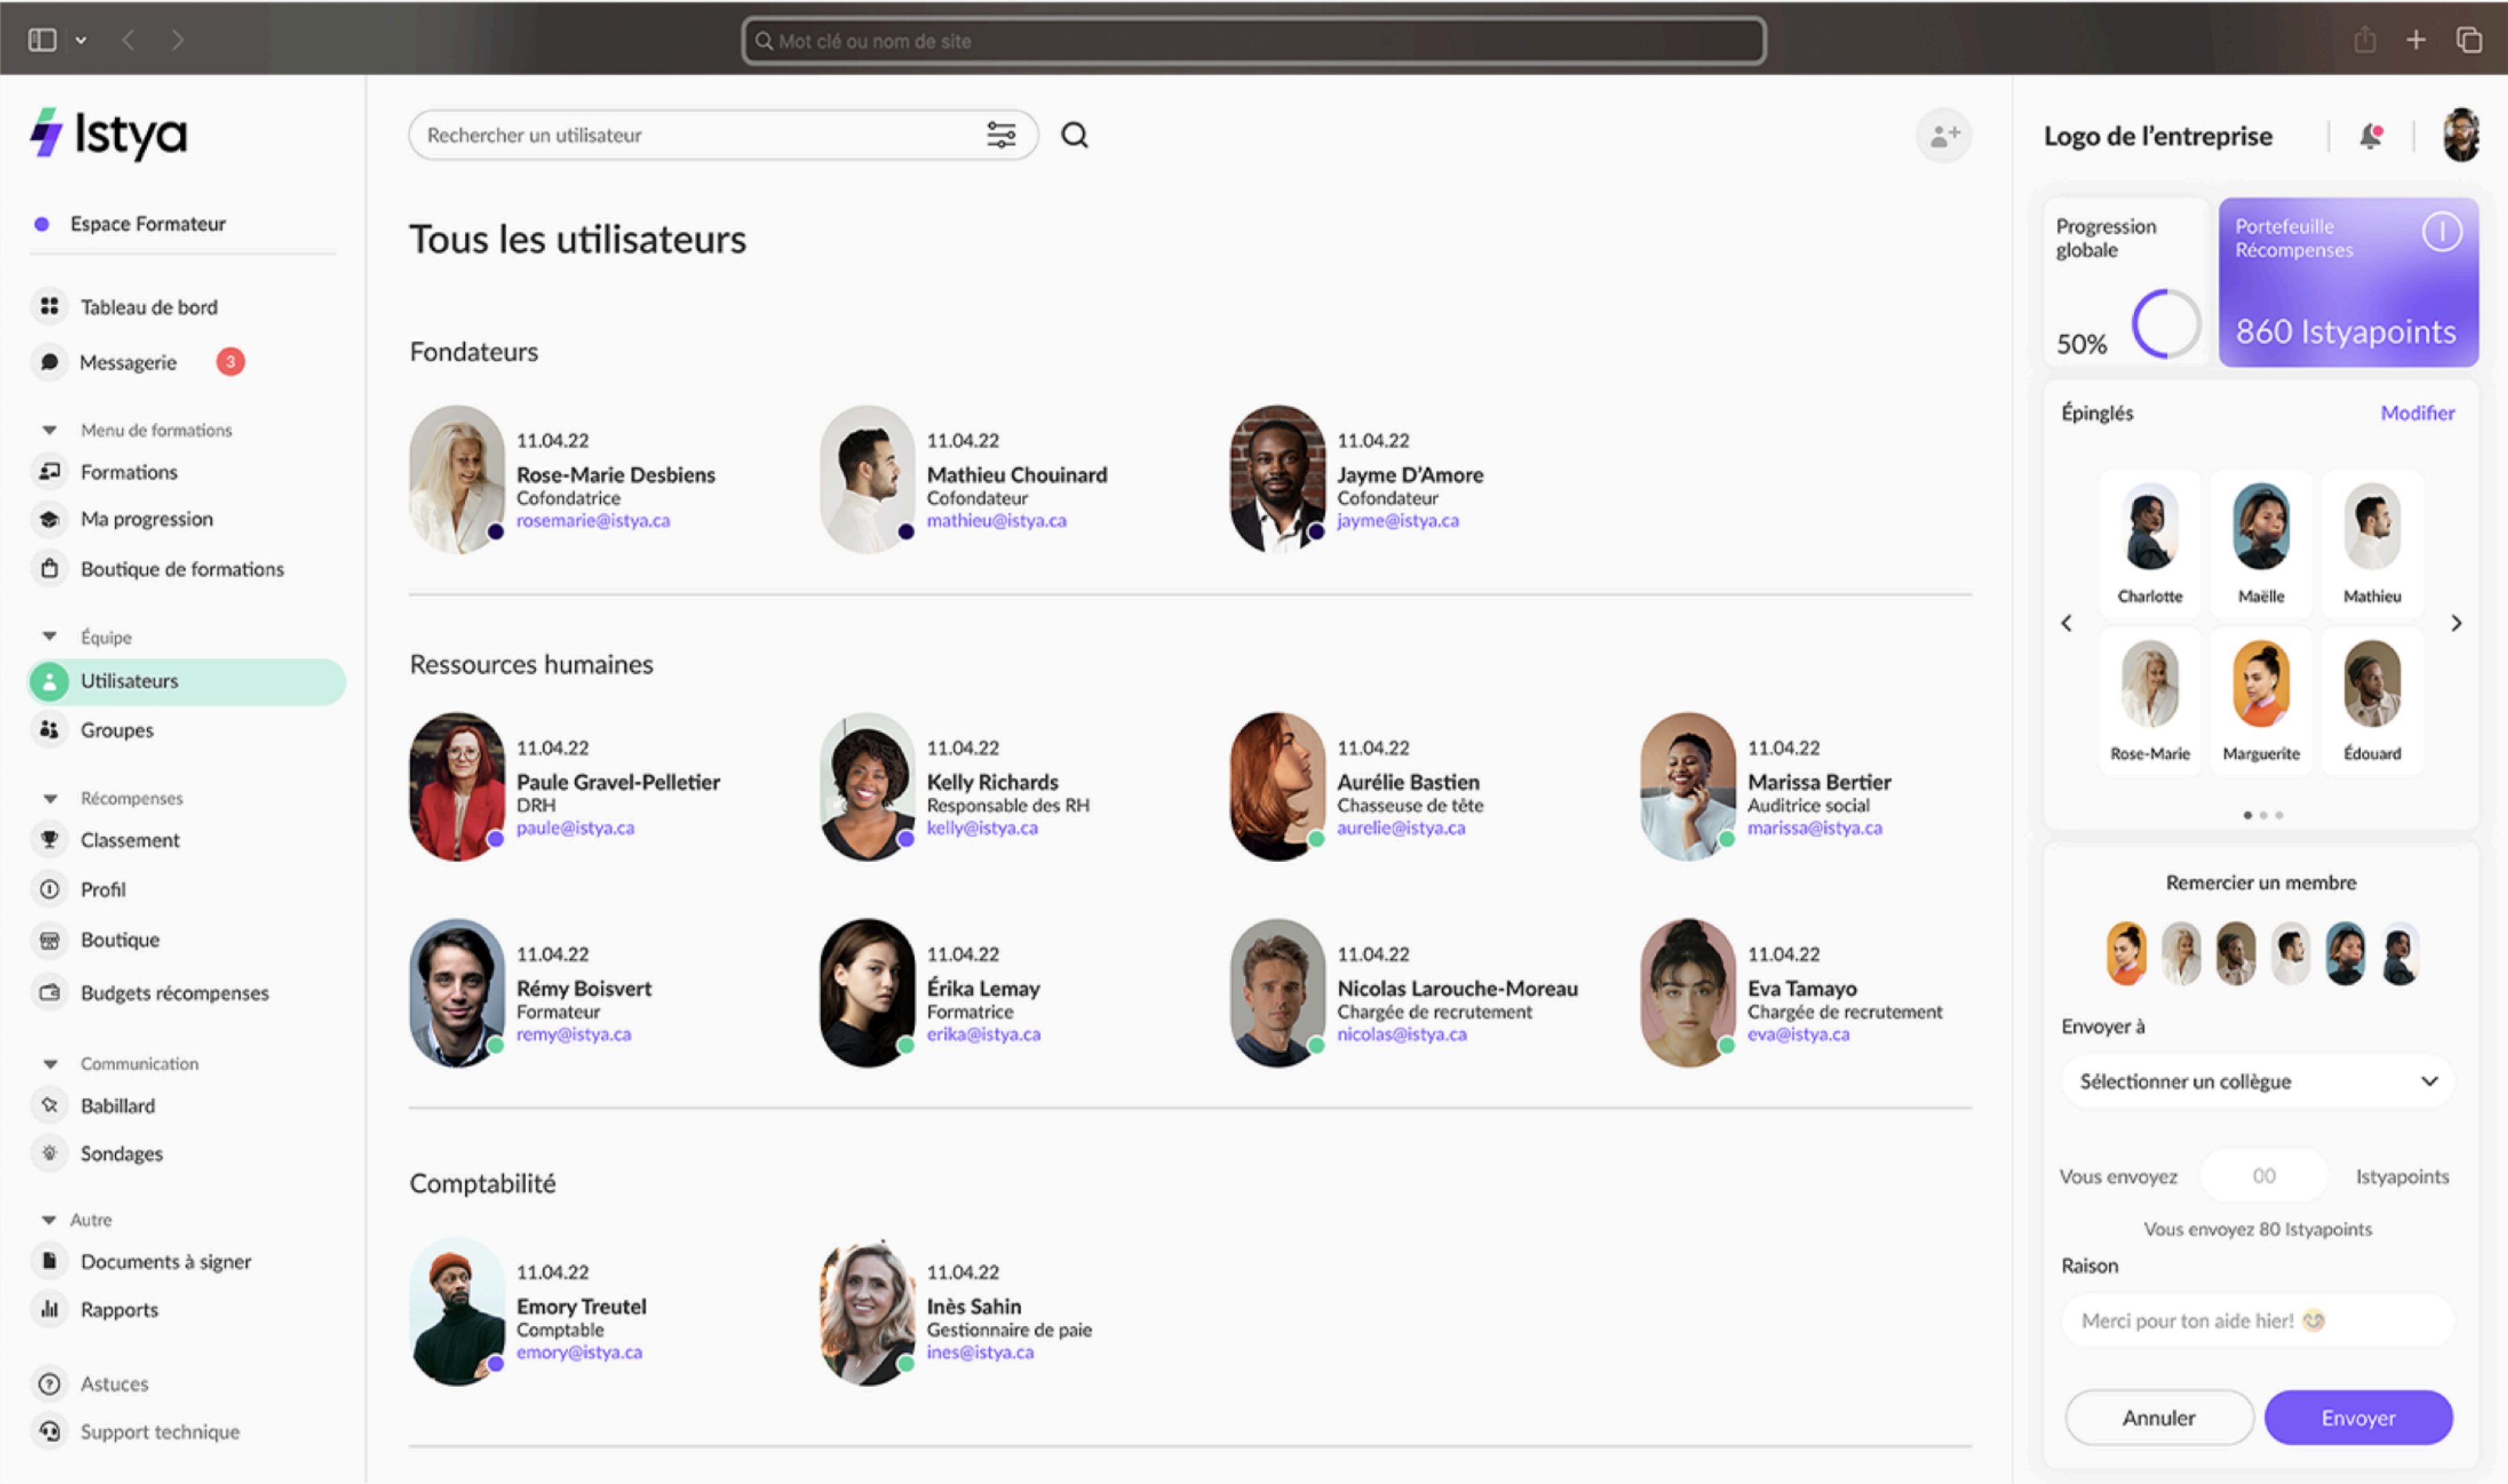 Mot clé ou nom de site
Istya
Espace Formateur
Tableau de bord
Messagerie 3
Menu de formations
Formations
Ma progression
Boutique de formations
Équipe
Utilisateurs
Groupes
Récompenses
Classement
Profil
Boutique
Budgets récompenses
Communication
Babillard
Sondages
Autre
Documents à signer
Rapports
Astuces
Support technique
Rechercher un utilisateur
Tous les utilisateurs
Fondateurs
11.04.22
Rose-Marie Desbiens
Cofondatrice
rosemarie@istya.ca
11.04.22
Mathieu Chouinard
Cofondateur
mathieu@istya.ca
11.04.22
Jayme D'Amore
Cofondateur
jayme@istya.ca
Ressources humaines
11.04.22
Paule Gravel-Pelletier
DRH
paule@istya.ca
11.04.22
Kelly Richards
Responsable des RH
kelly@istya.ca
11.04.22
Aurélie Bastien
Chasseuse de tête
aurelie@istya.ca
11.04.22
Marissa Bertier
Auditrice social
marissa@istya.ca
11.04.22
Rémy Boisvert
Formateur
remy@istya.ca
11.04.22
Érika Lemay
Formatrice
erika@istya.ca
11.04.22
Nicolas Larouche-Moreau
Chargée de recrutement
nicolas@istya.ca
11.04.22
Eva Tamayo
Chargée de recrutement
eva@istya.ca
Comptabilité
11.04.22
Emory Treutel
Comptable
emory@istya.ca
11.04.22
Inès Sahin
Gestionnaire de paie
ines@istya.ca
Logo de l'entreprise
Progression
globale
50%
Portefeuille
Récompenses
860 Istyapoints
Épinglés
Modifier
Charlotte
Maëlle
Mathieu
Rose-Marie
Marguerite
Édouard
Remercier un membre
Envoyer à
Sélectionner un collègue
Vous envoyez 00 Istyapoints
Vous envoyez 80 Istyapoints
Raison
Merci pour ton aide hier! 🥰
Annuler
Envoyer